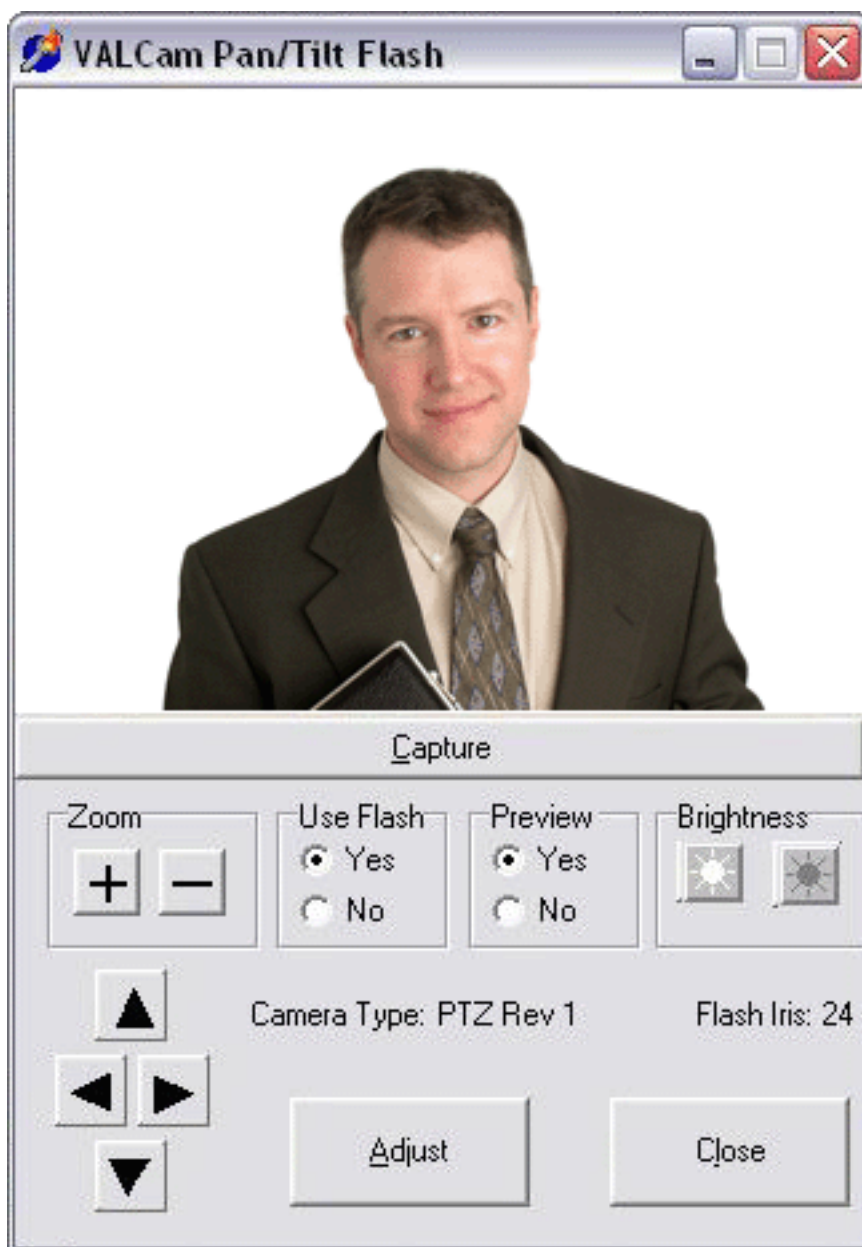 VALCam Pan/Tilt Flash
Capture
Zoom Use Flash Preview Brightness
Yes Yes
No No
Camera Type: PTZ Rev 1 Flash Iris: 24
Adjust Close